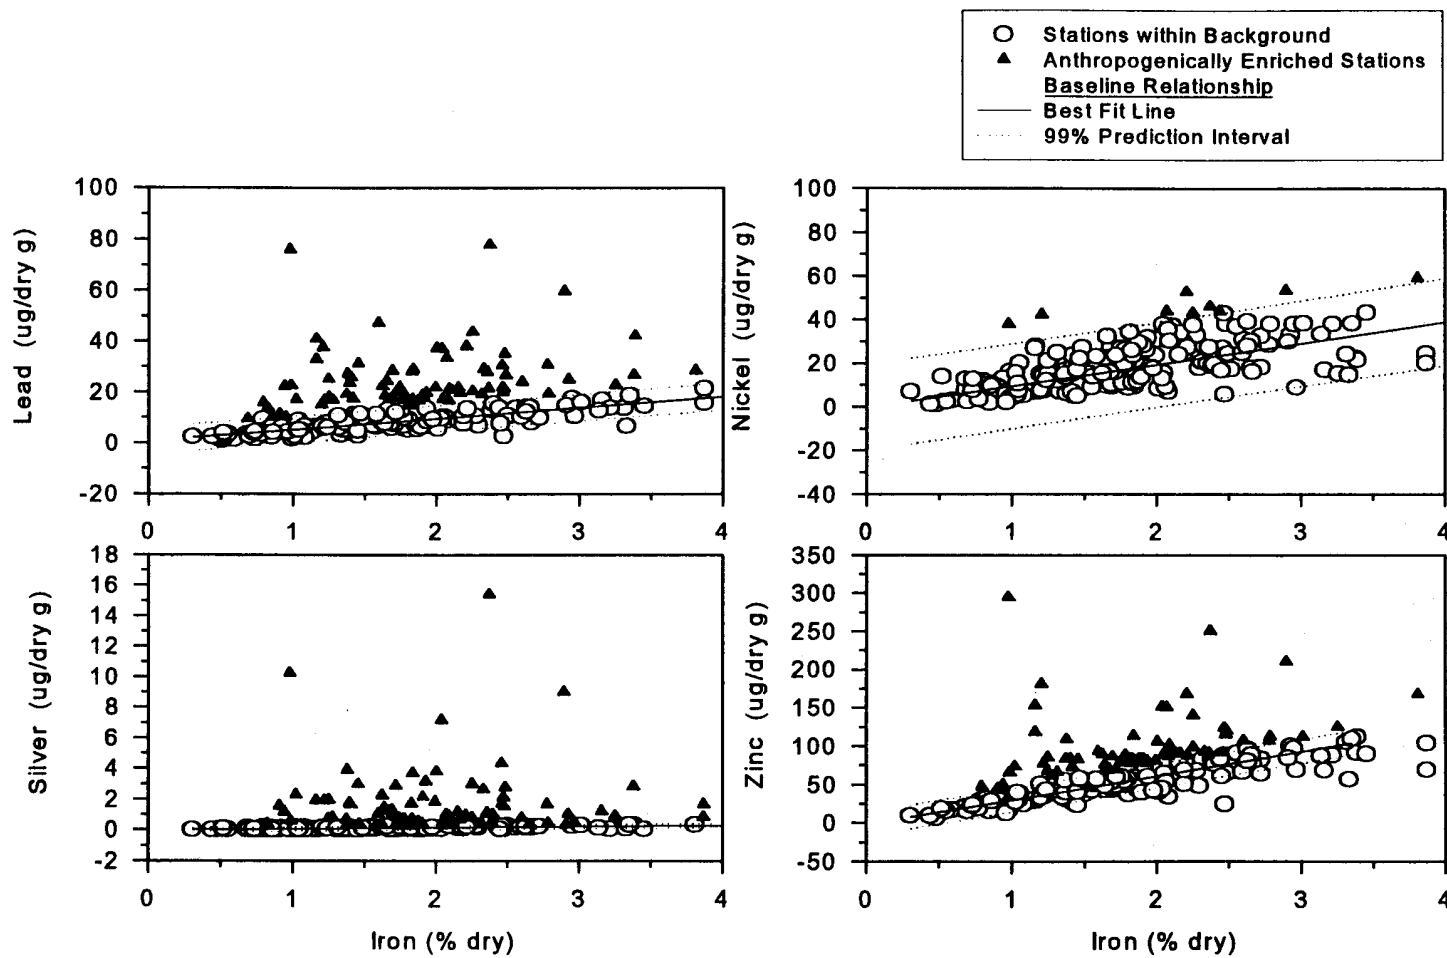 Stations within Background
Anthropogenically Enriched Stations
Baseline Relationship
Best Fit Line
99% Prediction Interval
Lead (ug/dry g)
100
80
60
40
20
0
-20
0 1 2 3 4
Nickel (ug/dry g)
100
80
60
40
20
0
-20
-40
0 1 2 3 4
Silver (ug/dry g)
18
16
14
12
10
8
6
4
2
0
-2
0 1 2 3 4
Iron (% dry)
Zinc (ug/dry g)
350
300
250
200
150
100
50
0
-50
0 1 2 3 4
Iron (% dry)